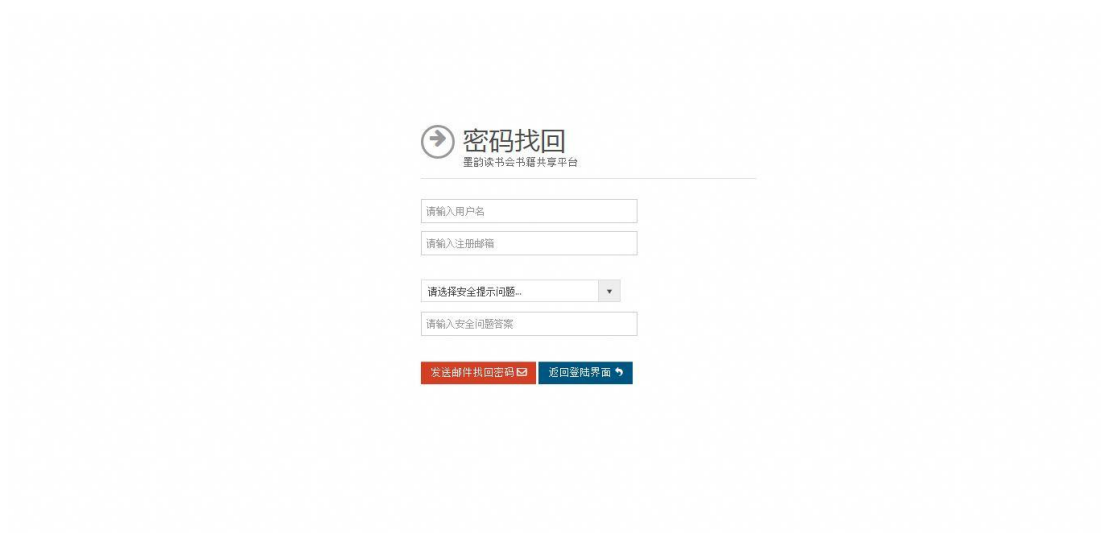 密码找回
墨韵读书会书籍共享平台
请输入用户名
请输入注册邮箱
请选择安全提示问题...
请输入安全问题答案
发送邮件找回密码 返回登陆界面